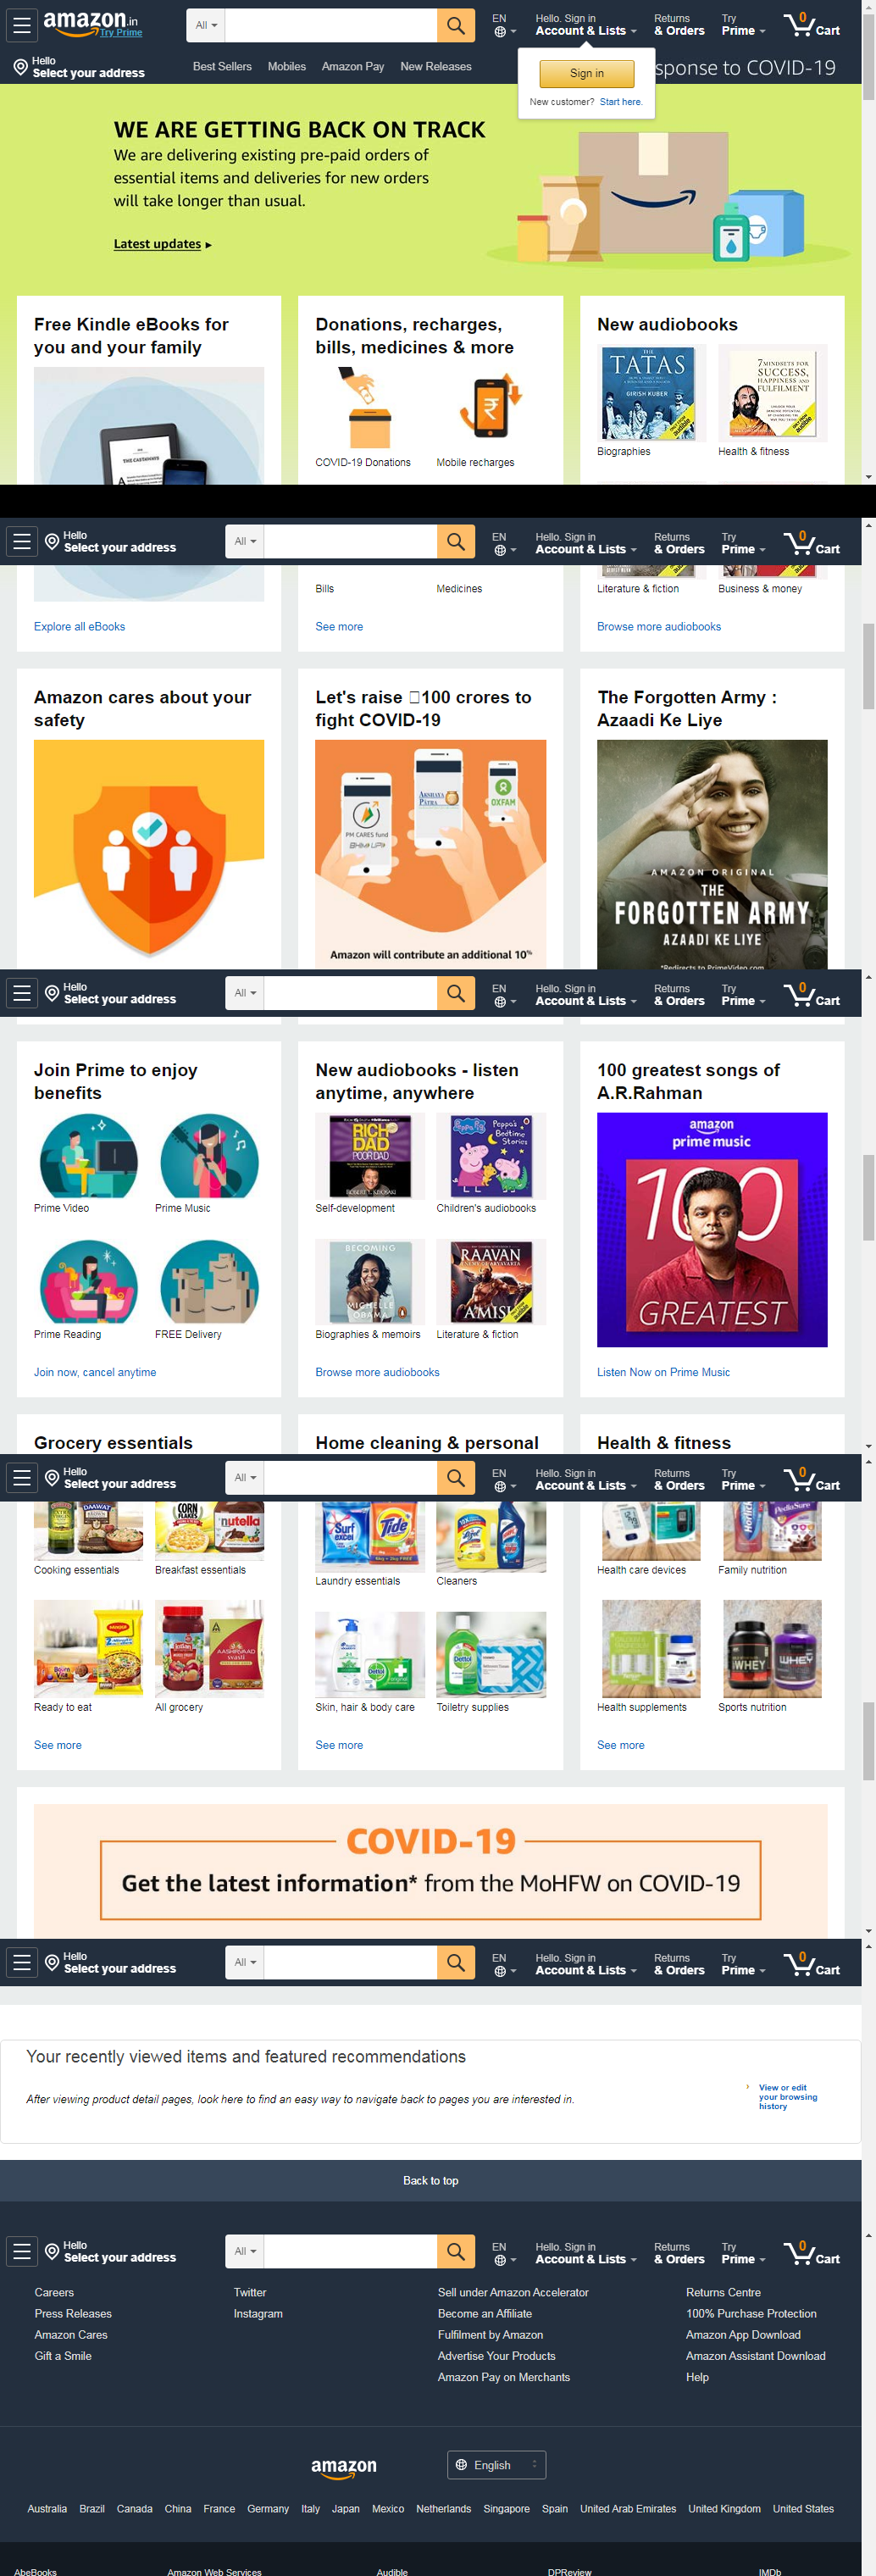 amazon.in
Try Prime
All
EN
Hello. Sign in
Account & Lists
Returns
& Orders
Try
Prime
0
Cart
Hello
Select your address
Best Sellers
Mobiles
Amazon Pay
New Releases
sponse to COVID-19
Sign in
New customer? Start here.
WE ARE GETTING BACK ON TRACK
We are delivering existing pre-paid orders of
essential items and deliveries for new orders
will take longer than usual.
Latest updates
Free Kindle eBooks for
you and your family
Donations, recharges,
bills, medicines & more
COVID-19 Donations
Mobile recharges
New audiobooks
THE
TATAS
GIRISH KUBER
7 MINDSETS FOR
SUCCESS,
HAPPINESS AND
FULFILMENT
Biographies
Health & fitness
Hello
Select your address
All
EN
Hello. Sign in
Account & Lists
Returns
& Orders
Try
Prime
0
Cart
Bills
Medicines
Literature & fiction
Business & money
Explore all eBooks
See more
Browse more audiobooks
Amazon cares about your
safety
Let's raise 100 crores to
fight COVID-19
PM CARES fund
BHIM UPI
AKSHAYA
PATRA
OXFAM
Amazon will contribute an additional 10%
The Forgotten Army :
Azaadi Ke Liye
AMAZON ORIGINAL
THE
FORGOTTEN ARMY
AZAADI KE LIYE
*Redirects to PrimeVideo.com
Hello
Select your address
All
EN
Hello. Sign in
Account & Lists
Returns
& Orders
Try
Prime
0
Cart
Join Prime to enjoy
benefits
Prime Video
Prime Music
Prime Reading
FREE Delivery
Join now, cancel anytime
New audiobooks - listen
anytime, anywhere
RICH
DAD
POOR DAD
Peppa's
Bedtime
Stories
Self-development
Children's audiobooks
BECOMING
MICHELLE
OBAMA
RAAVAN
AMISH
Biographies & memoirs
Literature & fiction
Browse more audiobooks
100 greatest songs of
A.R.Rahman
amazon
prime music
100
GREATEST
Listen Now on Prime Music
Grocery essentials
Home cleaning & personal
Health & fitness
Hello
Select your address
All
EN
Hello. Sign in
Account & Lists
Returns
& Orders
Try
Prime
0
Cart
DAAWAT
CORN
FLAKES
nutella
Surf
excel
Tide
Cooking essentials
Breakfast essentials
Laundry essentials
Cleaners
Health care devices
Family nutrition
MAGGI
Kissan
AASHIRVAAD
svasti
Dettol
Dettol
WHEY
WHEY
Ready to eat
All grocery
Skin, hair & body care
Toiletry supplies
Health supplements
Sports nutrition
See more
See more
See more
COVID-19
Get the latest information* from the MoHFW on COVID-19
Hello
Select your address
All
EN
Hello. Sign in
Account & Lists
Returns
& Orders
Try
Prime
0
Cart
Your recently viewed items and featured recommendations
After viewing product detail pages, look here to find an easy way to navigate back to pages you are interested in.
View or edit
your browsing
history
Back to top
Hello
Select your address
All
EN
Hello. Sign in
Account & Lists
Returns
& Orders
Try
Prime
0
Cart
Careers
Twitter
Sell under Amazon Accelerator
Returns Centre
Press Releases
Instagram
Become an Affiliate
100% Purchase Protection
Amazon Cares
Fulfilment by Amazon
Amazon App Download
Gift a Smile
Advertise Your Products
Amazon Assistant Download
Amazon Pay on Merchants
Help
amazon
English
Australia Brazil Canada China France Germany Italy Japan Mexico Netherlands Singapore Spain United Arab Emirates United Kingdom United States
AbeBooks
Amazon Web Services
Audible
DPReview
IMDb